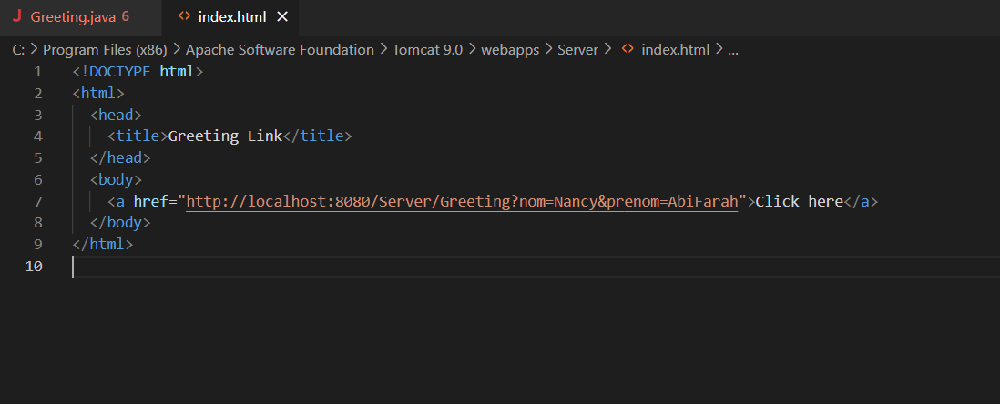 J Greeting.java 6 <> index.html ×
C: > Program Files (x86) > Apache Software Foundation > Tomcat 9.0 > webapps > Server > <> index.html > ...
1 <!DOCTYPE html>
2 <html>
3   <head>
4     <title>Greeting Link</title>
5   </head>
6   <body>
7     <a href="http://localhost:8080/Server/Greeting?nom=Nancy&prenom=AbiFarah">Click here</a>
8   </body>
9 </html>
10